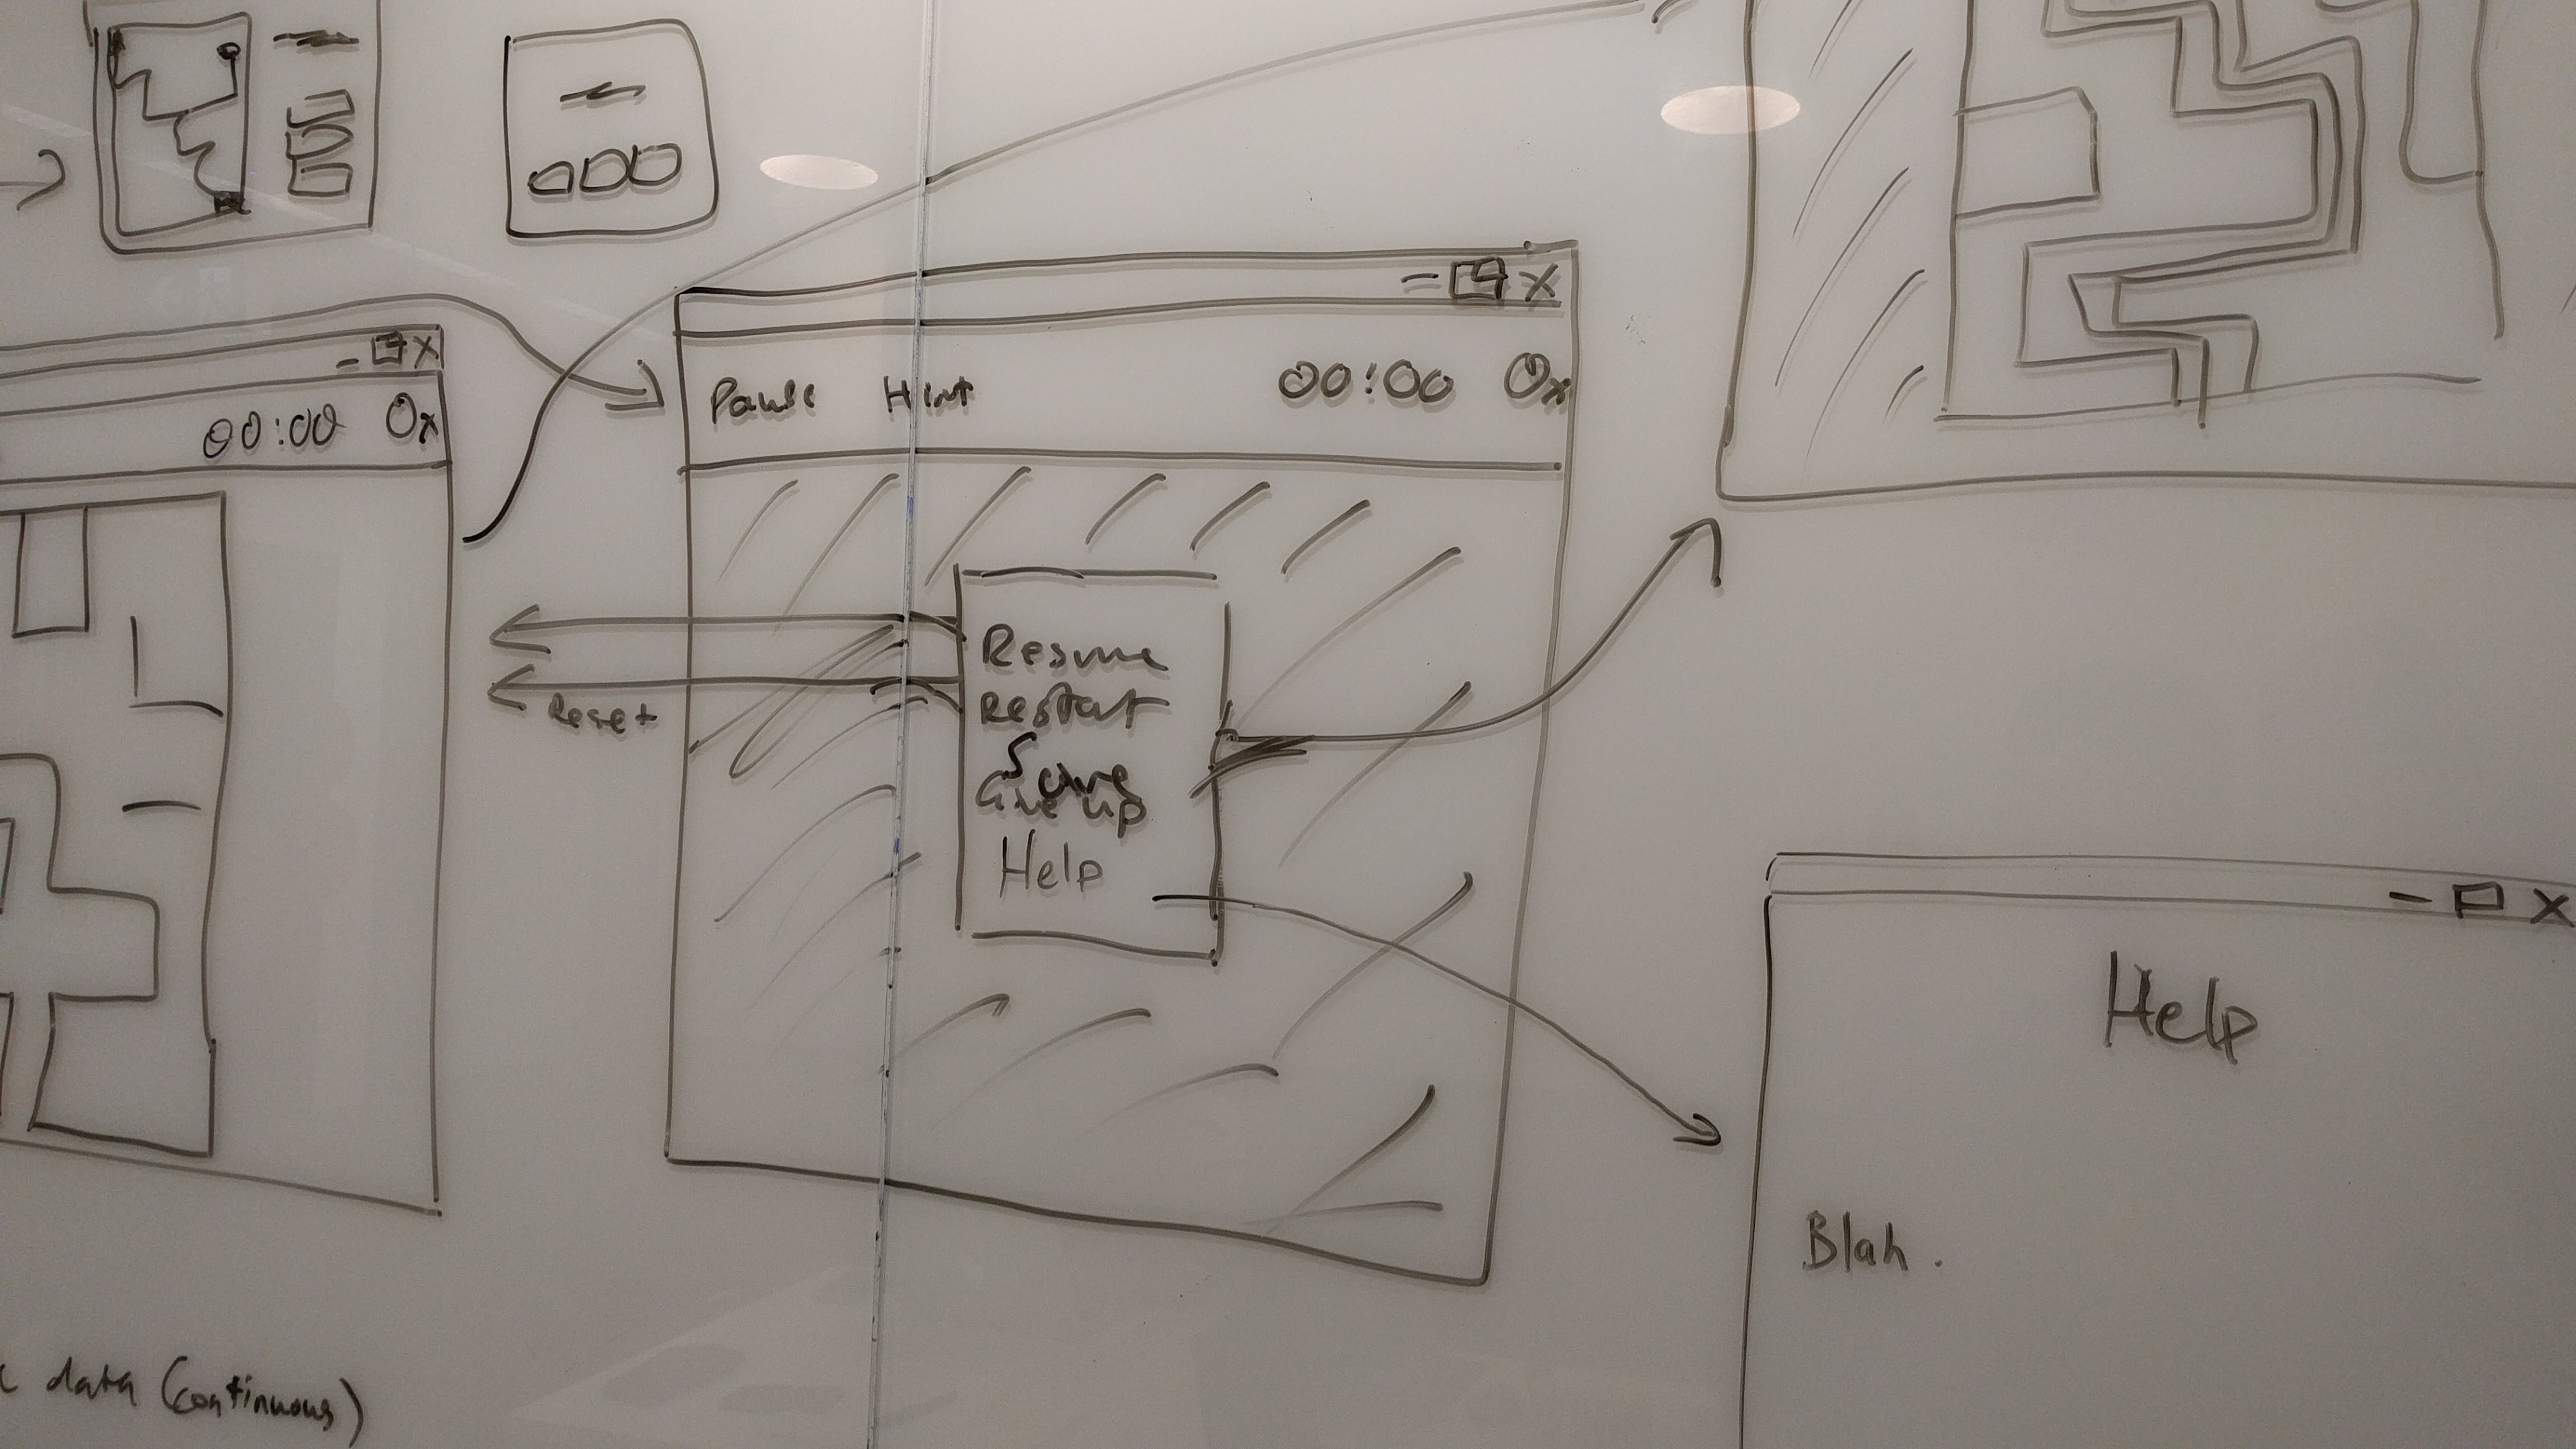 00:00 0x
Pause Hint 00:00 0x
Resume
Restart
Solve
Give up
Help
Reset
Help
Blah.
data (continuous)